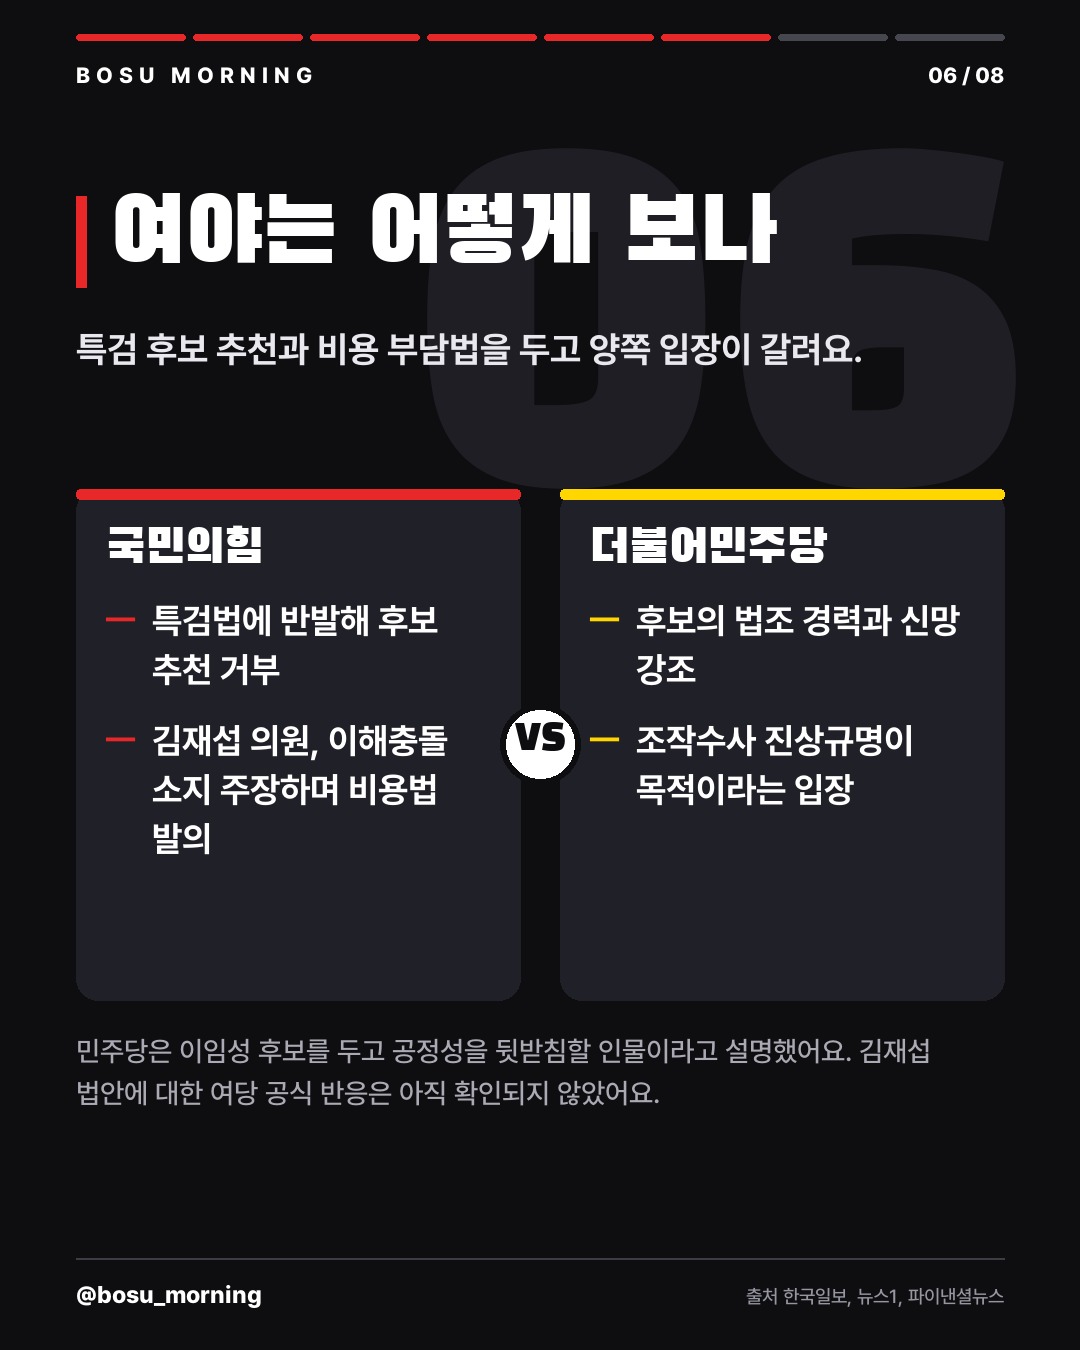 BOSU MORNING
06 / 08
06
여야는 어떻게 보나
특검 후보 추천과 비용 부담법을 두고 양쪽 입장이 갈려요.
국민의힘
특검법에 반발해 후보
추천 거부
김재섭 의원, 이해충돌
소지 주장하며 비용법
발의
VS
더불어민주당
후보의 법조 경력과 신망
강조
조작수사 진상규명이
목적이라는 입장
민주당은 이임성 후보를 두고 공정성을 뒷받침할 인물이라고 설명했어요. 김재섭
법안에 대한 여당 공식 반응은 아직 확인되지 않았어요.
@bosu_morning
출처 한국일보, 뉴스1, 파이낸셜뉴스